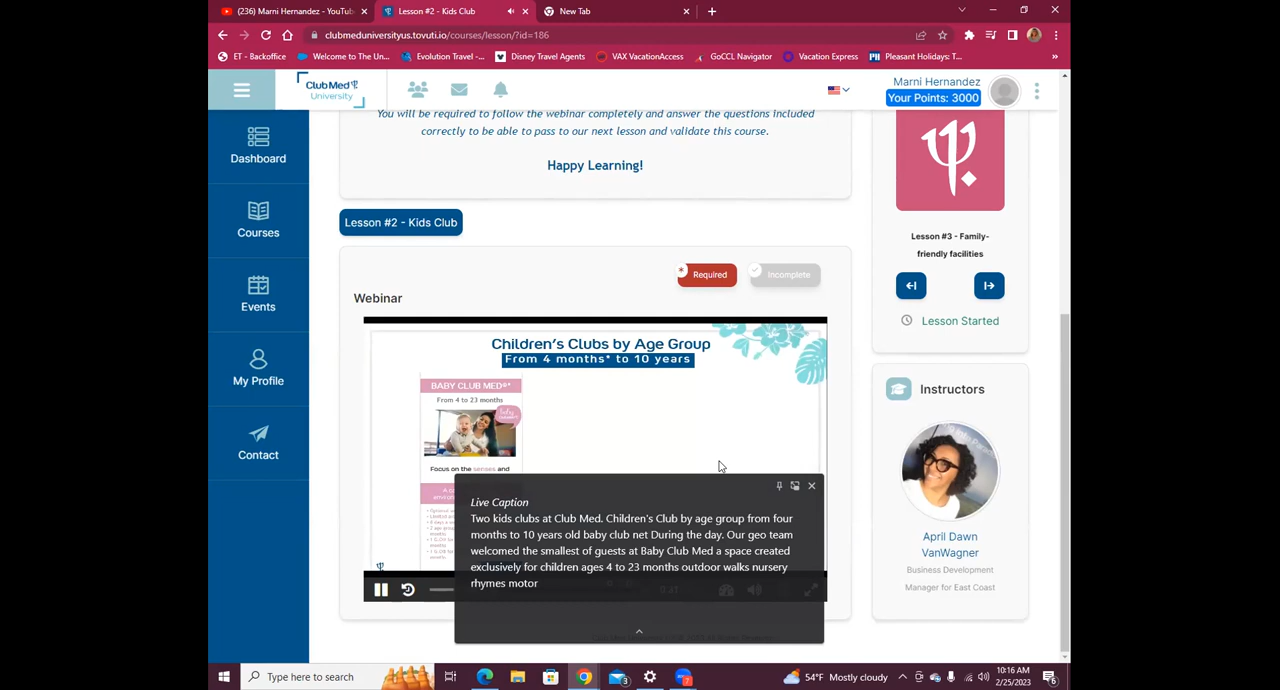 (236) Marni Hernandez - YouTub
Lesson #2 - Kids Club
New Tab
clubmeduniversityus.tovuti.io/courses/lesson/?id=186
ET - Backoffice
Welcome to The Un...
Evolution Travel -...
Disney Travel Agents
VAX VacationAccess
GoCCL Navigator
Vacation Express
Pleasant Holidays: T...
Club Med
University
Marni Hernandez
Your Points: 3000
Dashboard
Courses
Events
My Profile
Contact
You will be required to follow the webinar completely and answer the questions included
correctly to be able to pass to our next lesson and validate this course.
Happy Learning!
Lesson #2 - Kids Club
Required
Incomplete
Webinar
Children's Clubs by Age Group
From 4 months* to 10 years
BABY CLUB MED®*
From 4 to 23 months
Focus on the senses and
Live Caption
Two kids clubs at Club Med. Children's Club by age group from four
months to 10 years old baby club net During the day. Our geo team
welcomed the smallest of guests at Baby Club Med a space created
exclusively for children ages 4 to 23 months outdoor walks nursery
rhymes motor
Lesson #3 - Family-
friendly facilities
Lesson Started
Instructors
April Dawn
VanWagner
Business Development
Manager for East Coast
Type here to search
54°F Mostly cloudy
10:16 AM
2/25/2023